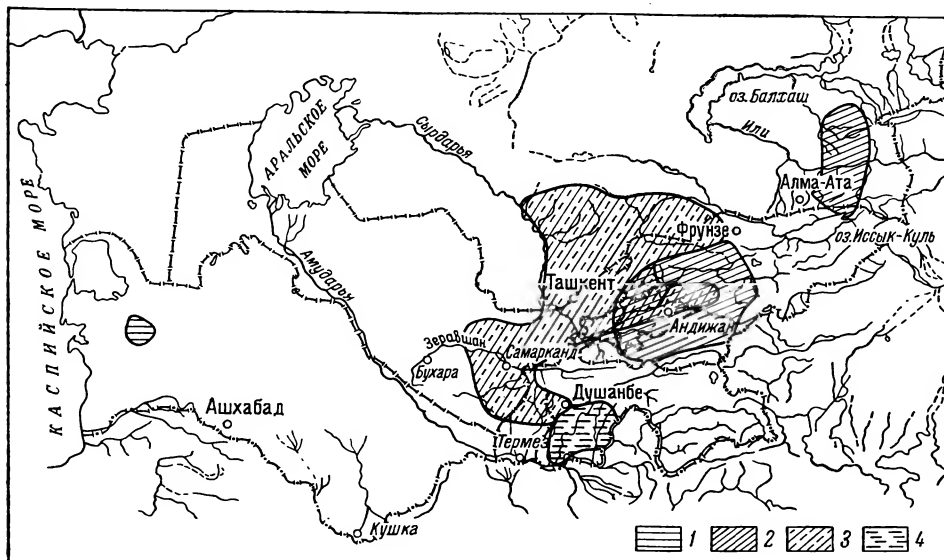 оз. Балхаш
Или
АРАЛЬСКОЕ
МОРЕ
Сырдарья
Алма-Ата
КАСПИЙСКОЕ МОРЕ
Фрунзе
оз. Иссык-Куль
Амударья
Ташкент
Андижан
Зеравшан
Самарканд
Бухара
Душанбе
Ашхабад
Термез
Кушка
1 2 3 4